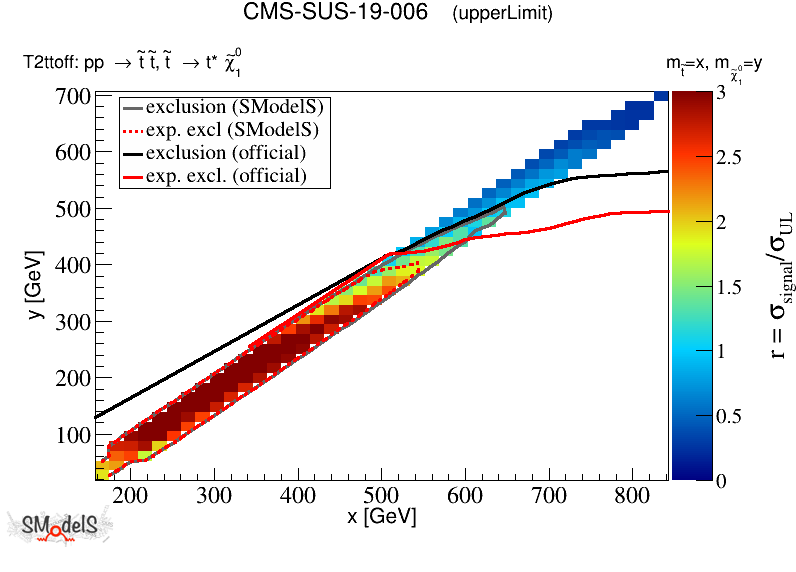 CMS-SUS-19-006 (upperLimit)
T2ttoff: pp → t̃ t̃, t̃ → t* χ̃⁰₁
m_t̃=x, m_χ̃⁰₁=y
exclusion (SModelS)
exp. excl (SModelS)
exclusion (official)
exp. excl. (official)
700
600
500
400
300
200
100
y [GeV]
200 300 400 500 600 700 800
x [GeV]
3
2.5
2
1.5
1
0.5
0
r = σ_signal/σ_UL
SModelS